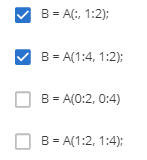 B = A(:, 1:2);
B = A(1:4, 1:2);
B = A(0:2, 0:4)
B = A(1:2, 1:4);